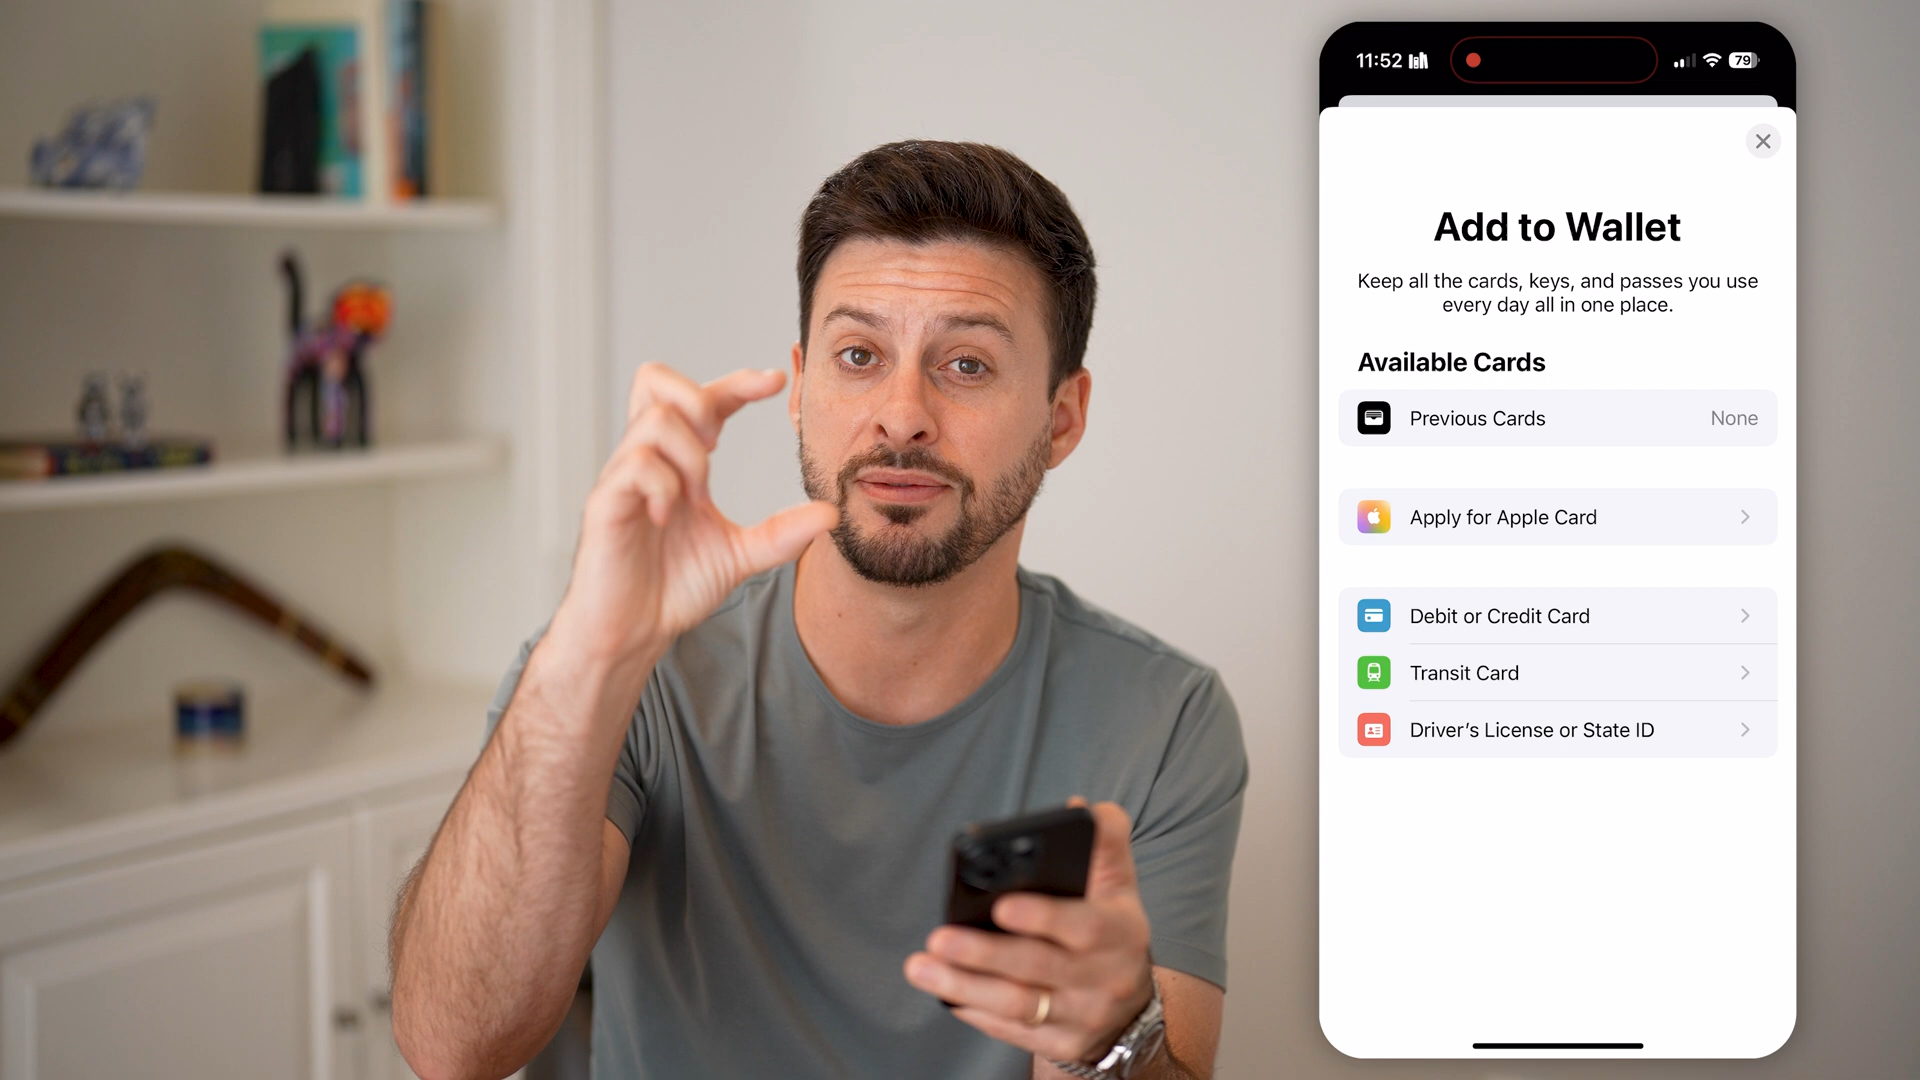 11:52
79
Add to Wallet
Keep all the cards, keys, and passes you use
every day all in one place.
Available Cards
Previous Cards
None
Apply for Apple Card
Debit or Credit Card
Transit Card
Driver’s License or State ID